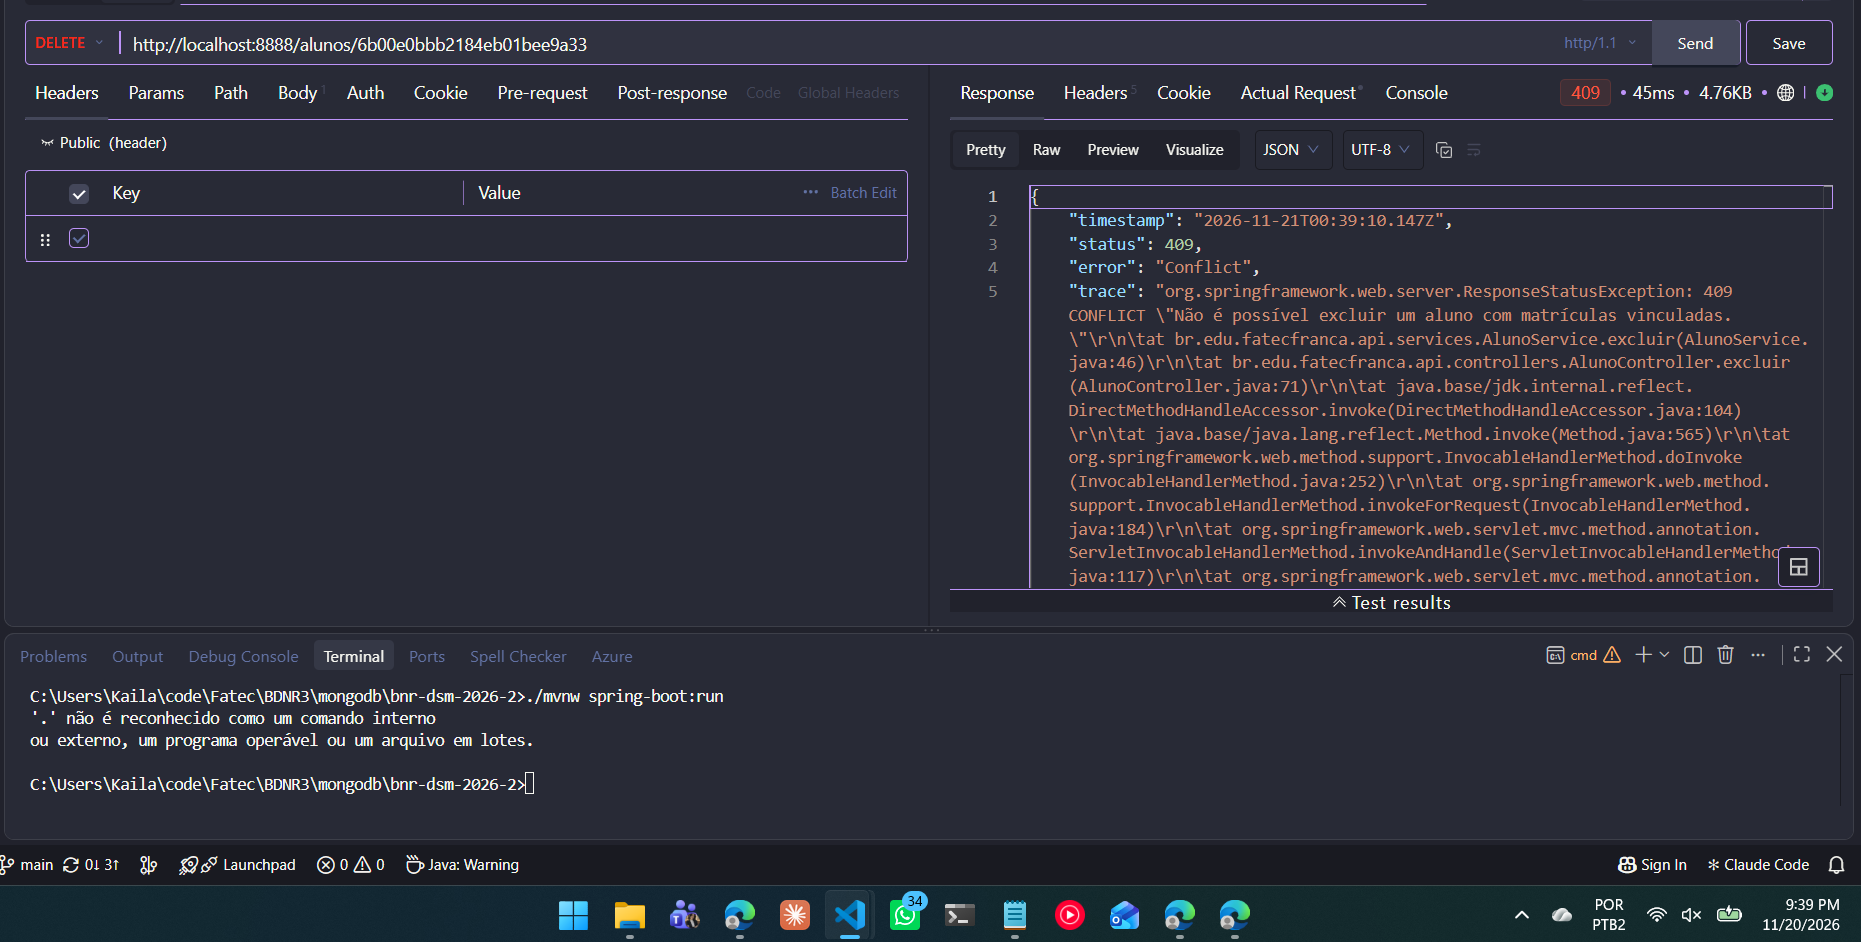 DELETE http://localhost:8888/alunos/6b00e0bbb2184eb01bee9a33 http/1.1 Send Save
Headers Params Path Body 1 Auth Cookie Pre-request Post-response Code Global Headers
Public (header)
Key Value ··· Batch Edit
Response Headers 5 Cookie Actual Request Console 409 • 45ms • 4.76KB •
Pretty Raw Preview Visualize JSON UTF-8
1 {
2 "timestamp": "2026-11-21T00:39:10.147Z",
3 "status": 409,
4 "error": "Conflict",
5 "trace": "org.springframework.web.server.ResponseStatusException: 409
CONFLICT \"Não é possível excluir um aluno com matrículas vinculadas.
\"\r\n\tat br.edu.fatecfranca.api.services.AlunoService.excluir(AlunoService.
java:46)\r\n\tat br.edu.fatecfranca.api.controllers.AlunoController.excluir
(AlunoController.java:71)\r\n\tat java.base/jdk.internal.reflect.
DirectMethodHandleAccessor.invoke(DirectMethodHandleAccessor.java:104)
\r\n\tat java.base/java.lang.reflect.Method.invoke(Method.java:565)\r\n\tat
org.springframework.web.method.support.InvocableHandlerMethod.doInvoke
(InvocableHandlerMethod.java:252)\r\n\tat org.springframework.web.method.
support.InvocableHandlerMethod.invokeForRequest(InvocableHandlerMethod.
java:184)\r\n\tat org.springframework.web.servlet.mvc.method.annotation.
ServletInvocableHandlerMethod.invokeAndHandle(ServletInvocableHandlerMetho
java:117)\r\n\tat org.springframework.web.servlet.mvc.method.annotation.
Test results
Problems Output Debug Console Terminal Ports Spell Checker Azure cmd
C:\Users\Kaila\code\Fatec\BDNR3\mongodb\bnr-dsm-2026-2>./mvnw spring-boot:run
'.' não é reconhecido como um comando interno
ou externo, um programa operável ou um arquivo em lotes.
C:\Users\Kaila\code\Fatec\BDNR3\mongodb\bnr-dsm-2026-2>
main 0↓ 3↑ Launchpad 0 0 Java: Warning Sign In Claude Code
34
POR
PTB2
9:39 PM
11/20/2026